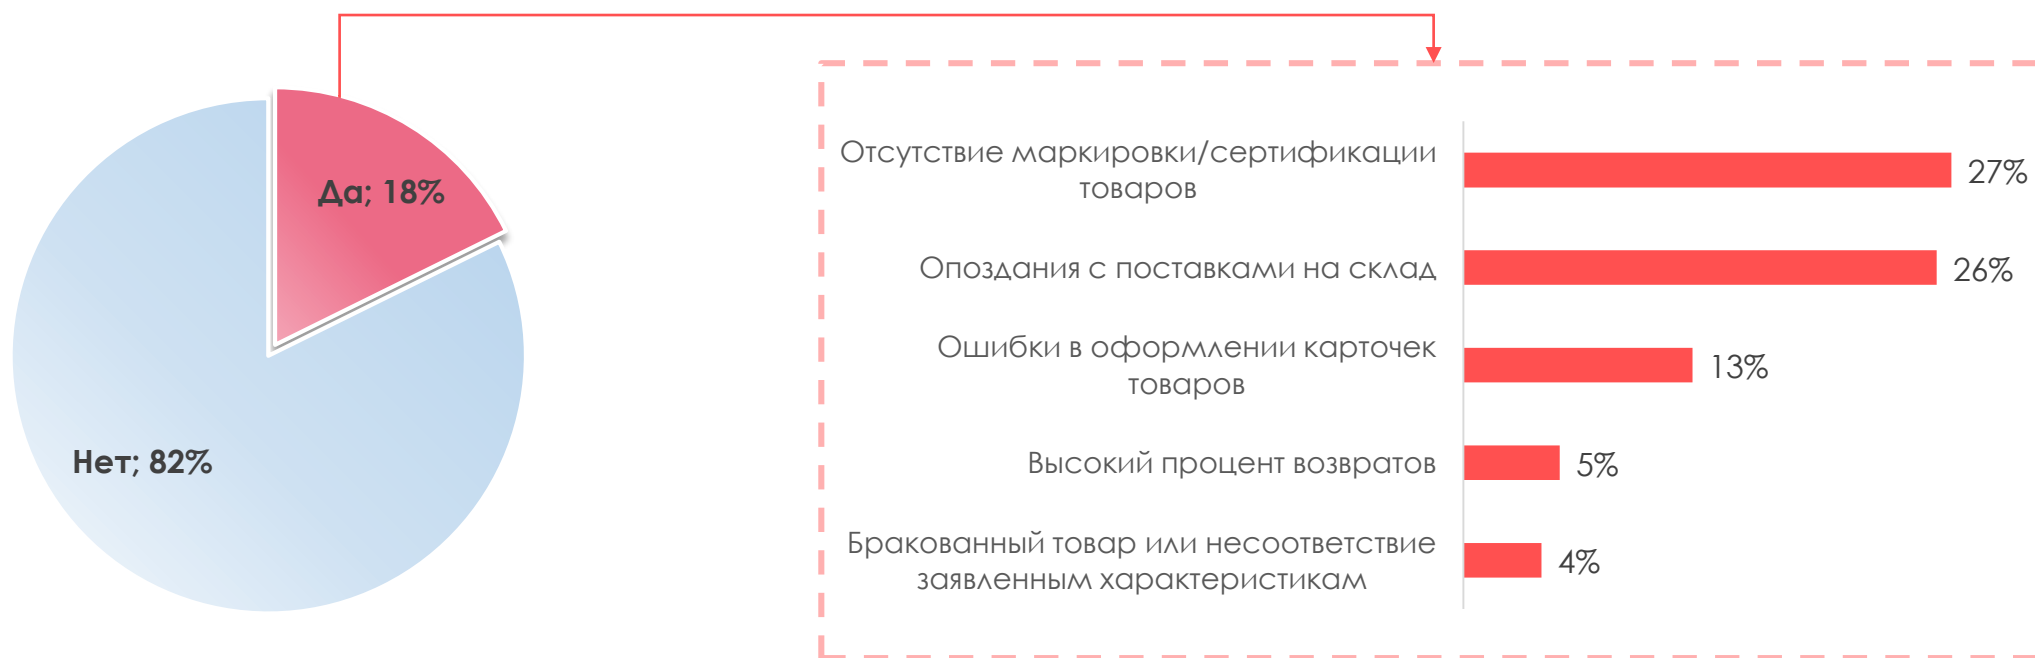 Да; 18%
Нет; 82%
Отсутствие маркировки/сертификации
товаров
27%
Опоздания с поставками на склад
26%
Ошибки в оформлении карточек
товаров
13%
Высокий процент возвратов
5%
Бракованный товар или несоответствие
заявленным характеристикам
4%